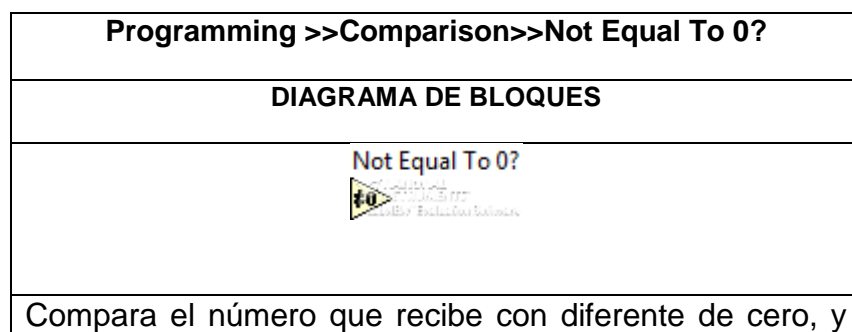 Programming >>Comparison>>Not Equal To 0?
DIAGRAMA DE BLOQUES
Not Equal To 0?
≠0
Compara el número que recibe con diferente de cero, y